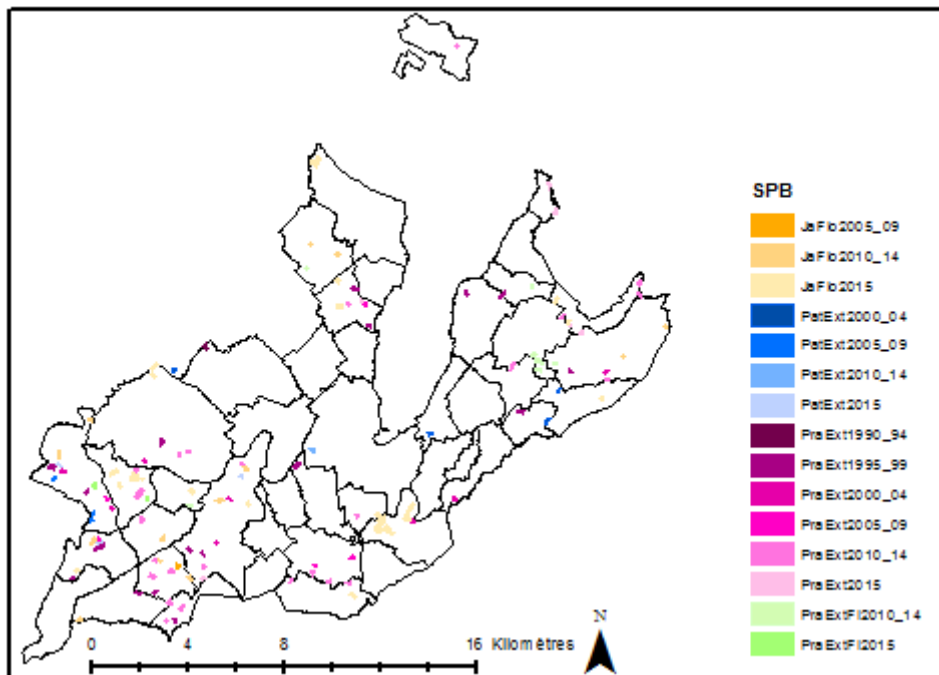 SPB
JaFlo2005_09
JaFlo2010_14
JaFlo2015
PatExt2000_04
PatExt2005_09
PatExt2010_14
PatExt2015
PraExt1990_94
PraExt1995_99
PraExt2000_04
PraExt2005_09
PraExt2010_14
PraExt2015
PraExtFl2010_14
PraExtFl2015
N
0 4 8 16 Kilomètres